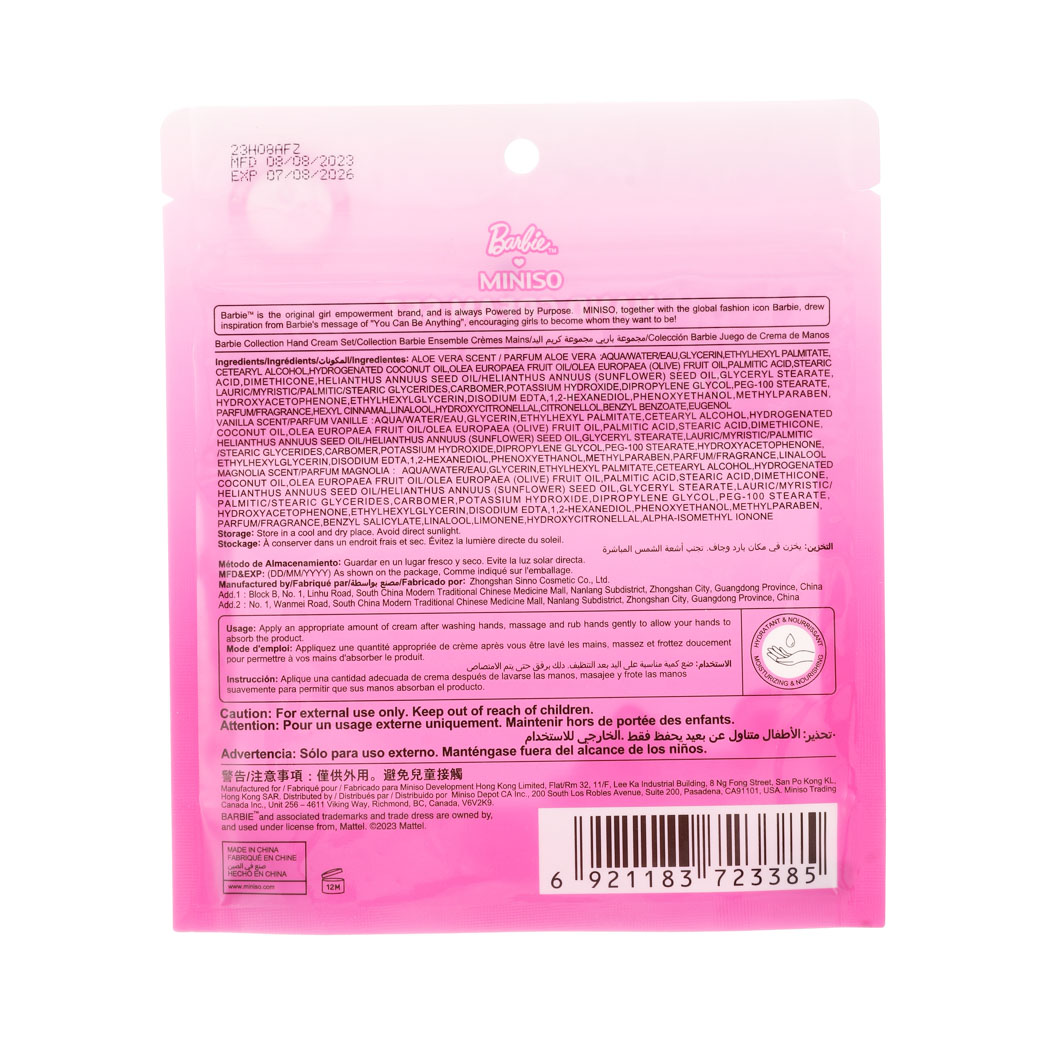 23H08AFZ
MFD 08/08/2023
EXP 07/08/2026
Barbie™
MINISO
Barbie™ is the original girl empowerment brand, and is always Powered by Purpose. MINISO, together with the global fashion icon Barbie, drew
inspiration from Barbie's message of "You Can Be Anything", encouraging girls to become whom they want to be!
Barbie Collection Hand Cream Set/Collection Barbie Ensemble Crèmes Mains/مجموعة باربي مجموعة كريم اليد/Colección Barbie Juego de Crema de Manos
Ingredients/Ingrédients/المكونات/Ingredientes: ALOE VERA SCENT / PARFUM ALOE VERA :AQUA/WATER/EAU,GLYCERIN,ETHYLHEXYL PALMITATE,
CETEARYL ALCOHOL,HYDROGENATED COCONUT OIL,OLEA EUROPAEA FRUIT OIL/OLEA EUROPAEA (OLIVE) FRUIT OIL,PALMITIC ACID,STEARIC
ACID,DIMETHICONE,HELIANTHUS ANNUUS SEED OIL/HELIANTHUS ANNUUS (SUNFLOWER) SEED OIL,GLYCERYL STEARATE,
LAURIC/MYRISTIC/PALMITIC/STEARIC GLYCERIDES,CARBOMER,POTASSIUM HYDROXIDE,DIPROPYLENE GLYCOL,PEG-100 STEARATE,
HYDROXYACETOPHENONE,ETHYLHEXYLGLYCERIN,DISODIUM EDTA,1,2-HEXANEDIOL,PHENOXYETHANOL,METHYLPARABEN,
PARFUM/FRAGRANCE,HEXYL CINNAMAL,LINALOOL,HYDROXYCITRONELLAL,CITRONELLOL,BENZYL BENZOATE,EUGENOL
VANILLA SCENT/PARFUM VANILLE :AQUA/WATER/EAU,GLYCERIN,ETHYLHEXYL PALMITATE,CETEARYL ALCOHOL,HYDROGENATED
COCONUT OIL,OLEA EUROPAEA FRUIT OIL/OLEA EUROPAEA (OLIVE) FRUIT OIL,PALMITIC ACID,STEARIC ACID,DIMETHICONE,
HELIANTHUS ANNUUS SEED OIL/HELIANTHUS ANNUUS (SUNFLOWER) SEED OIL,GLYCERYL STEARATE,LAURIC/MYRISTIC/PALMITIC
/STEARIC GLYCERIDES,CARBOMER,POTASSIUM HYDROXIDE,DIPROPYLENE GLYCOL,PEG-100 STEARATE,HYDROXYACETOPHENONE,
ETHYLHEXYLGLYCERIN,DISODIUM EDTA,1,2-HEXANEDIOL,PHENOXYETHANOL,METHYLPARABEN,PARFUM/FRAGRANCE,LINALOOL
MAGNOLIA SCENT/PARFUM MAGNOLIA : AQUA/WATER/EAU,GLYCERIN,ETHYLHEXYL PALMITATE,CETEARYL ALCOHOL,HYDROGENATED
COCONUT OIL,OLEA EUROPAEA FRUIT OIL/OLEA EUROPAEA (OLIVE) FRUIT OIL,PALMITIC ACID,STEARIC ACID,DIMETHICONE,
HELIANTHUS ANNUUS SEED OIL/HELIANTHUS ANNUUS (SUNFLOWER) SEED OIL,GLYCERYL STEARATE,LAURIC/MYRISTIC/
PALMITIC/STEARIC GLYCERIDES,CARBOMER,POTASSIUM HYDROXIDE,DIPROPYLENE GLYCOL,PEG-100 STEARATE,
HYDROXYACETOPHENONE,ETHYLHEXYLGLYCERIN,DISODIUM EDTA,1,2-HEXANEDIOL,PHENOXYETHANOL,METHYLPARABEN,
PARFUM/FRAGRANCE,BENZYL SALICYLATE,LINALOOL,LIMONENE,HYDROXYCITRONELLAL,ALPHA-ISOMETHYL IONONE
Storage: Store in a cool and dry place. Avoid direct sunlight.
Stockage: À conserver dans un endroit frais et sec. Évitez la lumière directe du soleil.
التخزين: يخزن في مكان بارد وجاف. تجنب أشعة الشمس المباشرة
Método de Almacenamiento: Guardar en un lugar fresco y seco. Evite la luz solar directa.
MFD&EXP: (DD/MM/YYYY) As shown on the package, Comme indiqué sur l'emballage.
Manufactured by/Fabriqué par/مصنع بواسطة/Fabricado por: Zhongshan Sinno Cosmetic Co., Ltd.
Add.1 : Block B, No. 1, Linhu Road, South China Modern Traditional Chinese Medicine Mall, Nanlang Subdistrict, Zhongshan City, Guangdong Province, China
Add.2 : No. 1, Wanmei Road, South China Modern Traditional Chinese Medicine Mall, Nanlang Subdistrict, Zhongshan City, Guangdong Province, China
Usage: Apply an appropriate amount of cream after washing hands, massage and rub hands gently to allow your hands to
absorb the product.
Mode d'emploi: Appliquez une quantité appropriée de crème après vous être lavé les mains, massez et frottez doucement
pour permettre à vos mains d'absorber le produit.
الاستخدام: ضع كمية مناسبة على اليد بعد التنظيف. دلك برفق حتى يتم الامتصاص
Instrucción: Aplique una cantidad adecuada de crema después de lavarse las manos, masajee y frote las manos
suavemente para permitir que sus manos absorban el producto.
HYDRATANT & NOURRISSANT
MOISTURIZING & NOURISHING
Caution: For external use only. Keep out of reach of children.
Attention: Pour un usage externe uniquement. Maintenir hors de portée des enfants.
تحذير: الأطفال متناول عن بعيد يحفظ فقط .الخارجي للاستخدام.
Advertencia: Sólo para uso externo. Manténgase fuera del alcance de los niños.
警告/注意事項：僅供外用。避免兒童接觸
Manufactured for / Fabriqué pour / Fabricado para Miniso Development Hong Kong Limited, Flat/Rm 32, 11/F, Lee Ka Industrial Building, 8 Ng Fong Street, San Po Kong KL,
Hong Kong SAR. Distributed by / Distribués par / Distribuido por Miniso Depot CA Inc., 200 South Los Robles Avenue, Suite 200, Pasadena, CA91101, USA. Miniso Trading
Canada Inc., Unit 256 – 4611 Viking Way, Richmond, BC, Canada, V6V2K9.
BARBIE™ and associated trademarks and trade dress are owned by,
and used under license from, Mattel. ©2023 Mattel.
MADE IN CHINA
FABRIQUÉ EN CHINE
صنع في الصين
HECHO EN CHINA
www.miniso.com
12M
6 921183 723385